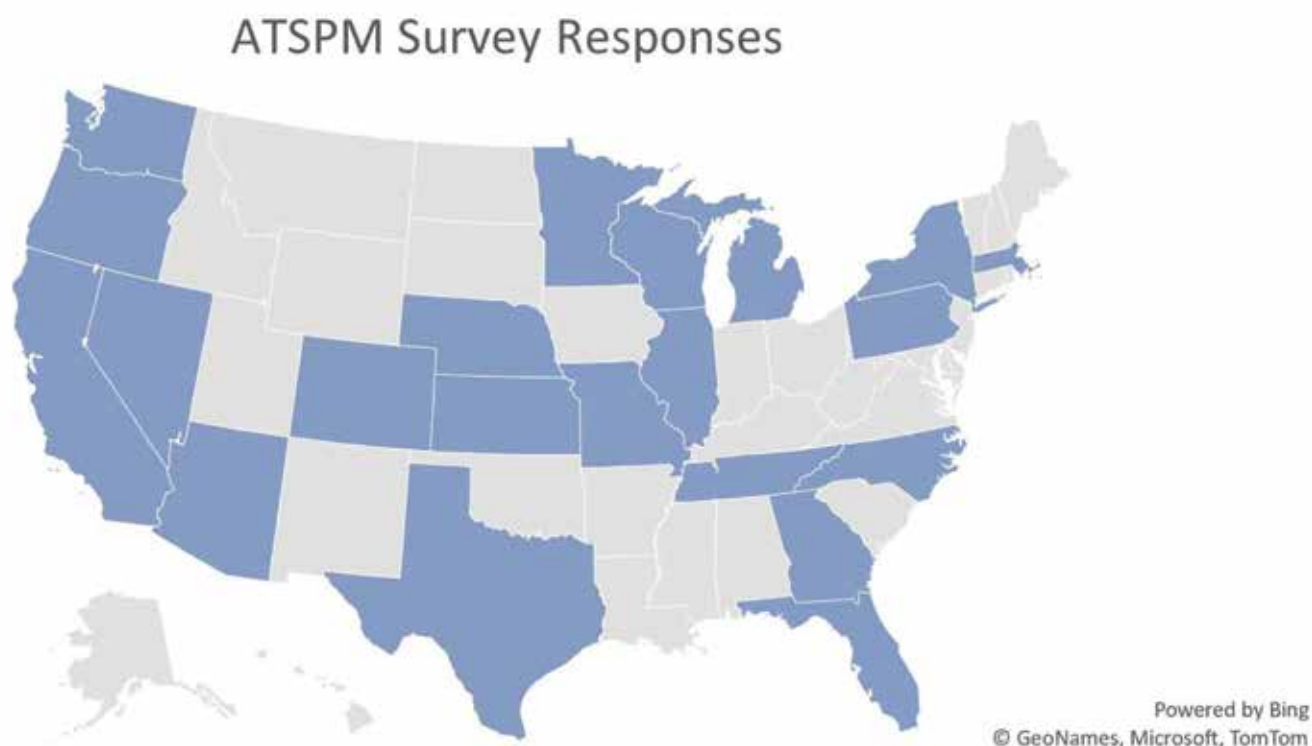 ATSPM Survey Responses
Powered by Bing
© GeoNames, Microsoft, TomTom